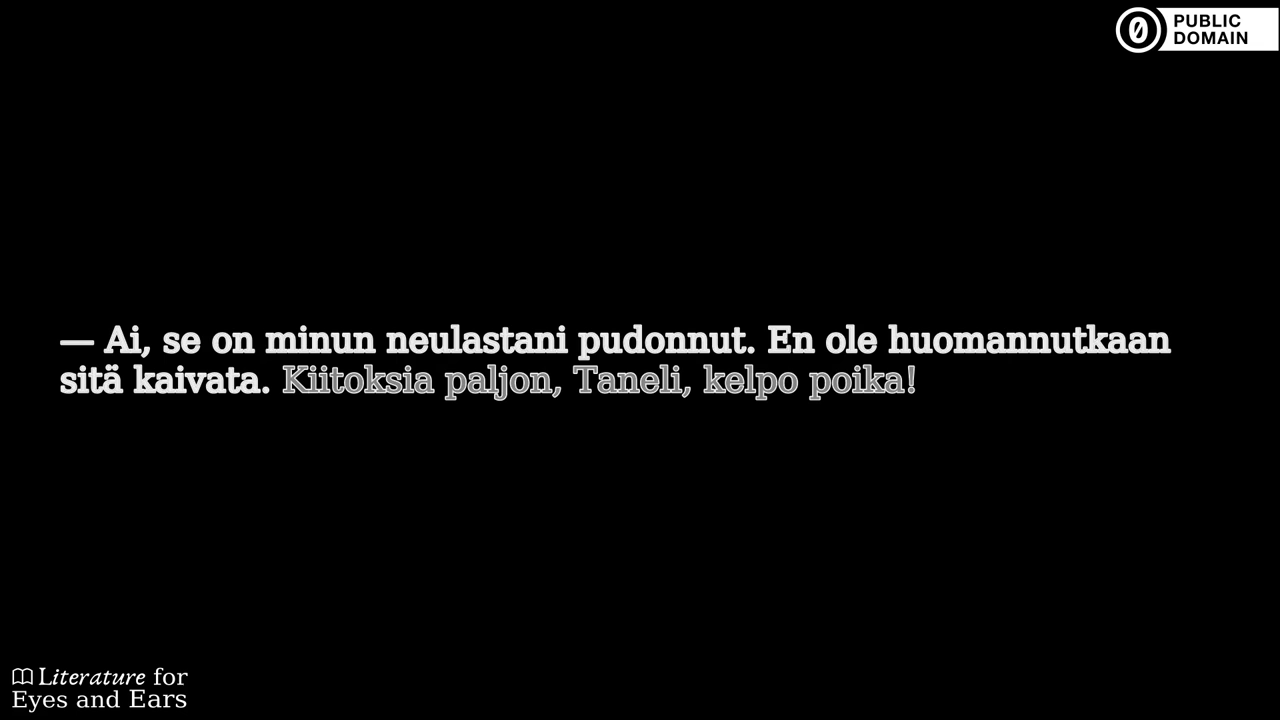 PUBLIC
DOMAIN
— Ai, se on minun neulastani pudonnut. En ole huomannutkaan
sitä kaivata. Kiitoksia paljon, Taneli, kelpo poika!
Literature for
Eyes and Ears